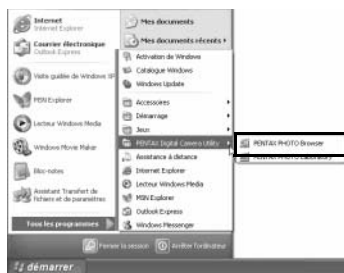 Internet
Internet Explorer
Courrier électronique
Outlook Express
Visite guidée de Windows XP
MSN Explorer
Lecteur Windows Media
Windows Movie Maker
Bloc-notes
Assistant Transfert de
fichiers et de paramètres
Tous les programmes
Mes documents
Mes documents récents
Activation de Windows
Catalogue Windows
Windows Update
Accessoires
Démarrage
Jeux
PENTAX Digital Camera Utility
Assistance à distance
Internet Explorer
Lecteur Windows Media
MSN Explorer
Outlook Express
Windows Messenger
PENTAX PHOTO Browser
PENTAX PHOTO Laboratory
Fermer la session
Arrêter l'ordinateur
démarrer